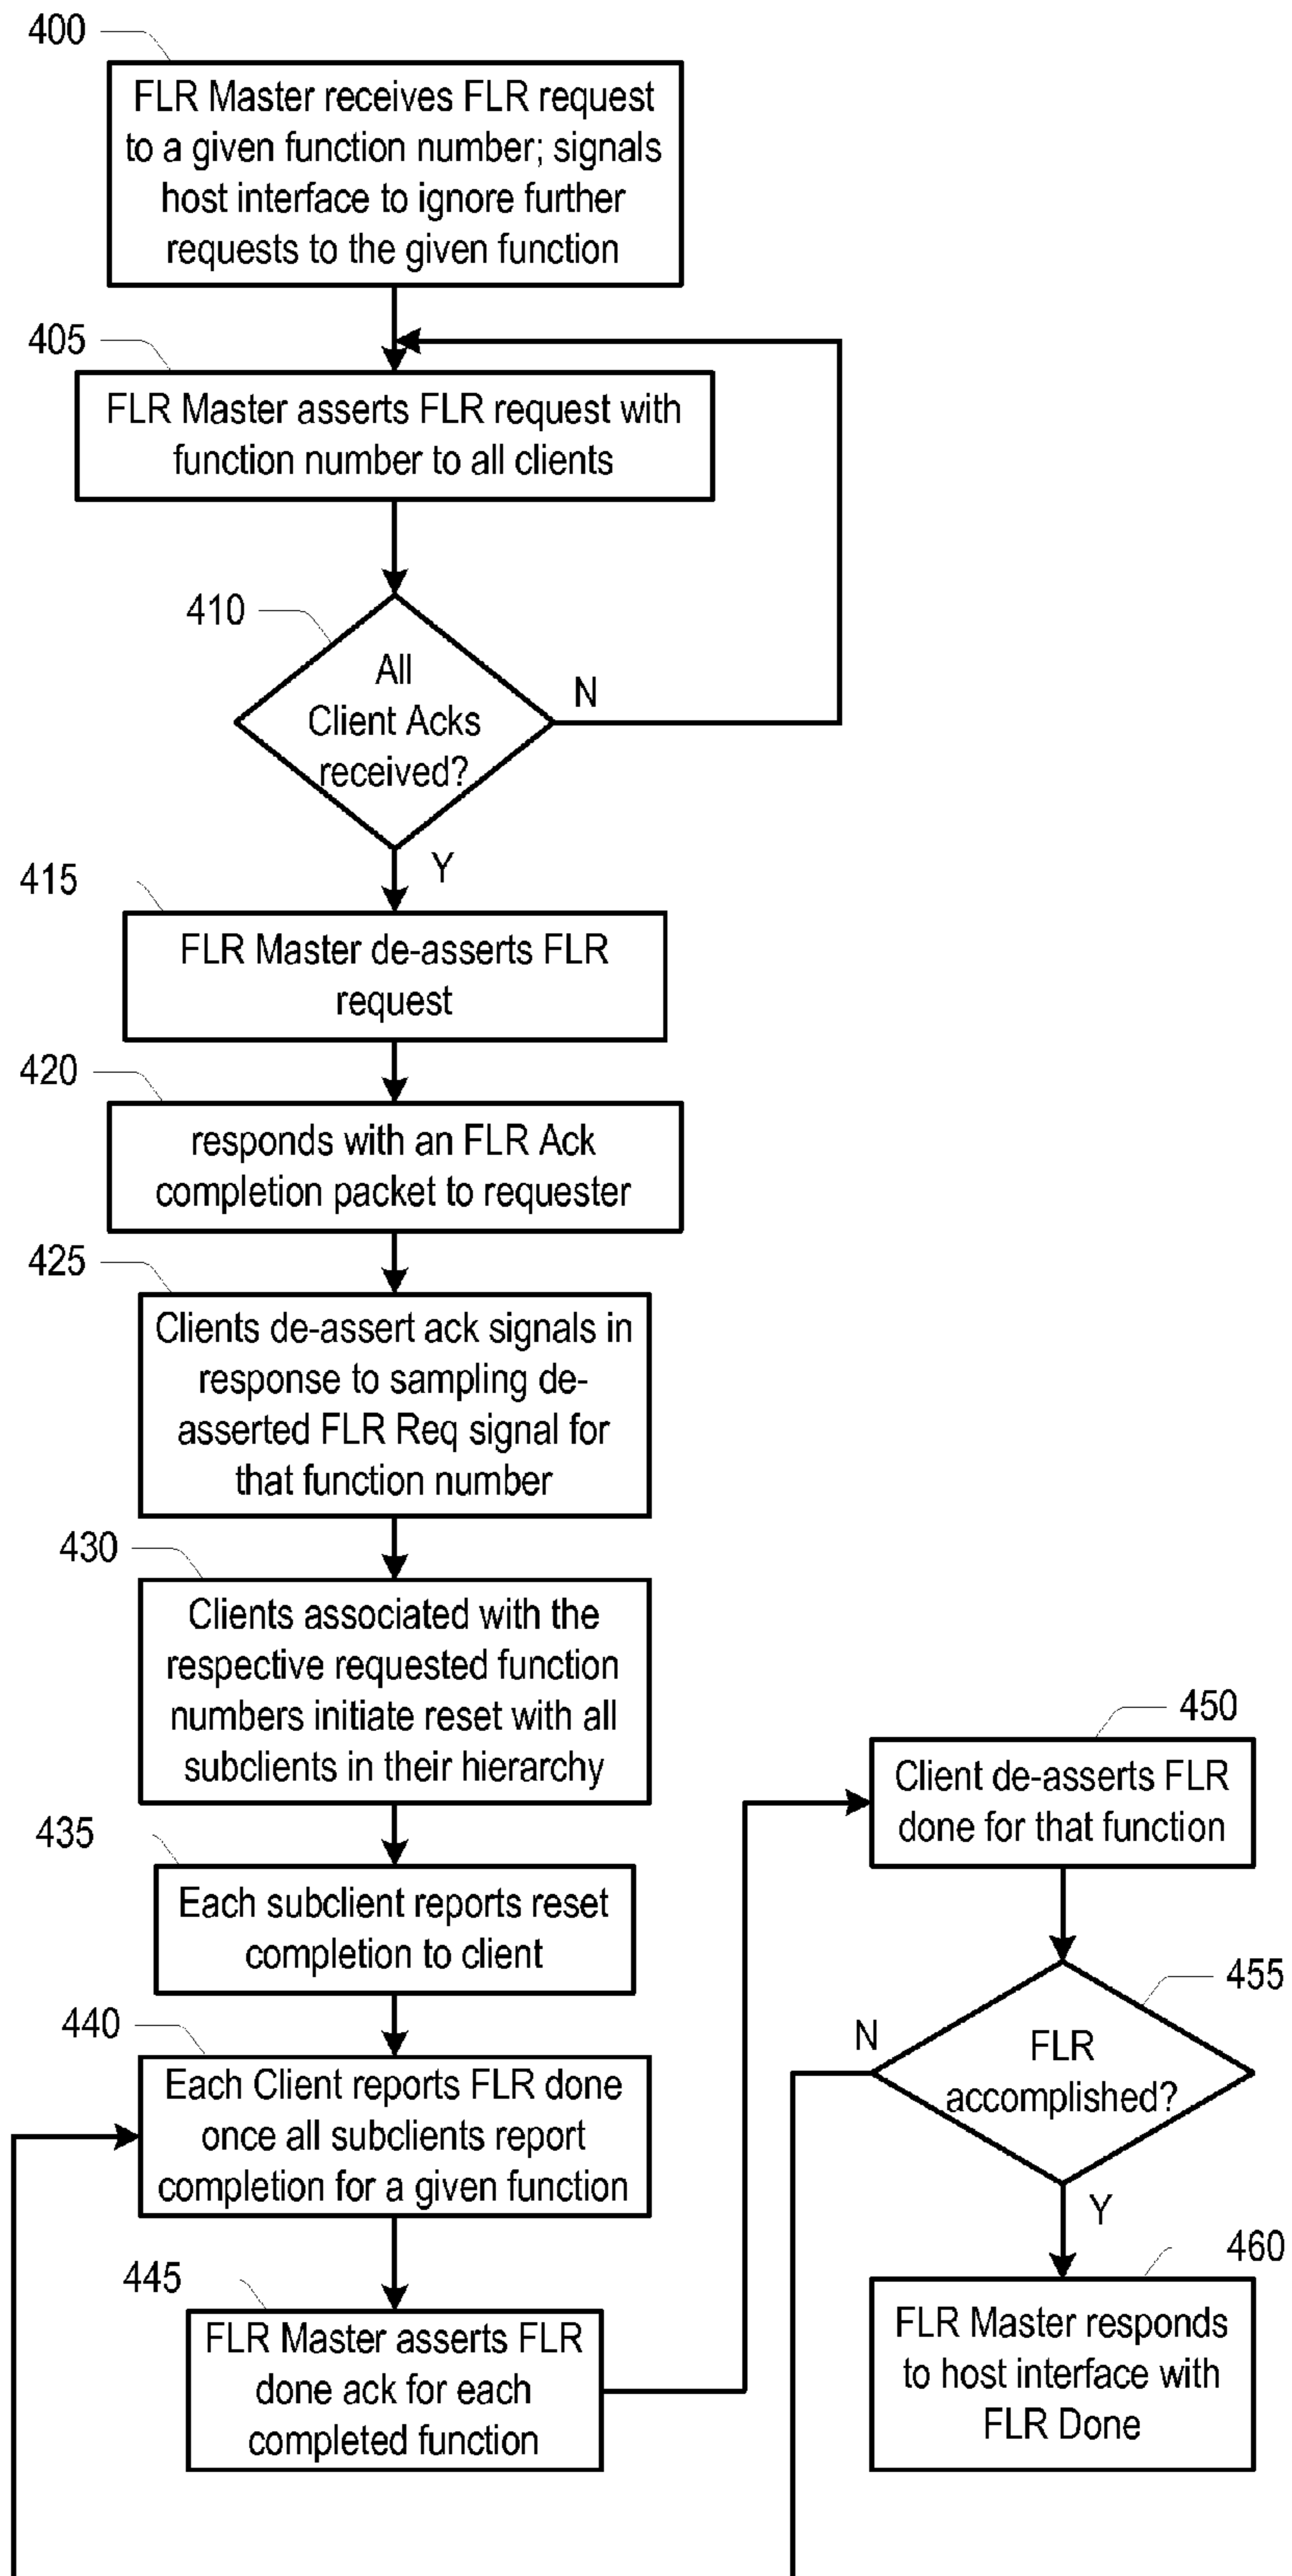 400
FLR Master receives FLR request
to a given function number; signals
host interface to ignore further
requests to the given function
405
FLR Master asserts FLR request with
function number to all clients
410
All
Client Acks
received?
N
Y
415
FLR Master de-asserts FLR
request
420
responds with an FLR Ack
completion packet to requester
425
Clients de-assert ack signals in
response to sampling de-
asserted FLR Req signal for
that function number
430
Clients associated with the
respective requested function
numbers initiate reset with all
subclients in their hierarchy
435
Each subclient reports reset
completion to client
440
Each Client reports FLR done
once all subclients report
completion for a given function
445
FLR Master asserts FLR
done ack for each
completed function
450
Client de-asserts FLR
done for that function
455
FLR
accomplished?
N
Y
460
FLR Master responds
to host interface with
FLR Done